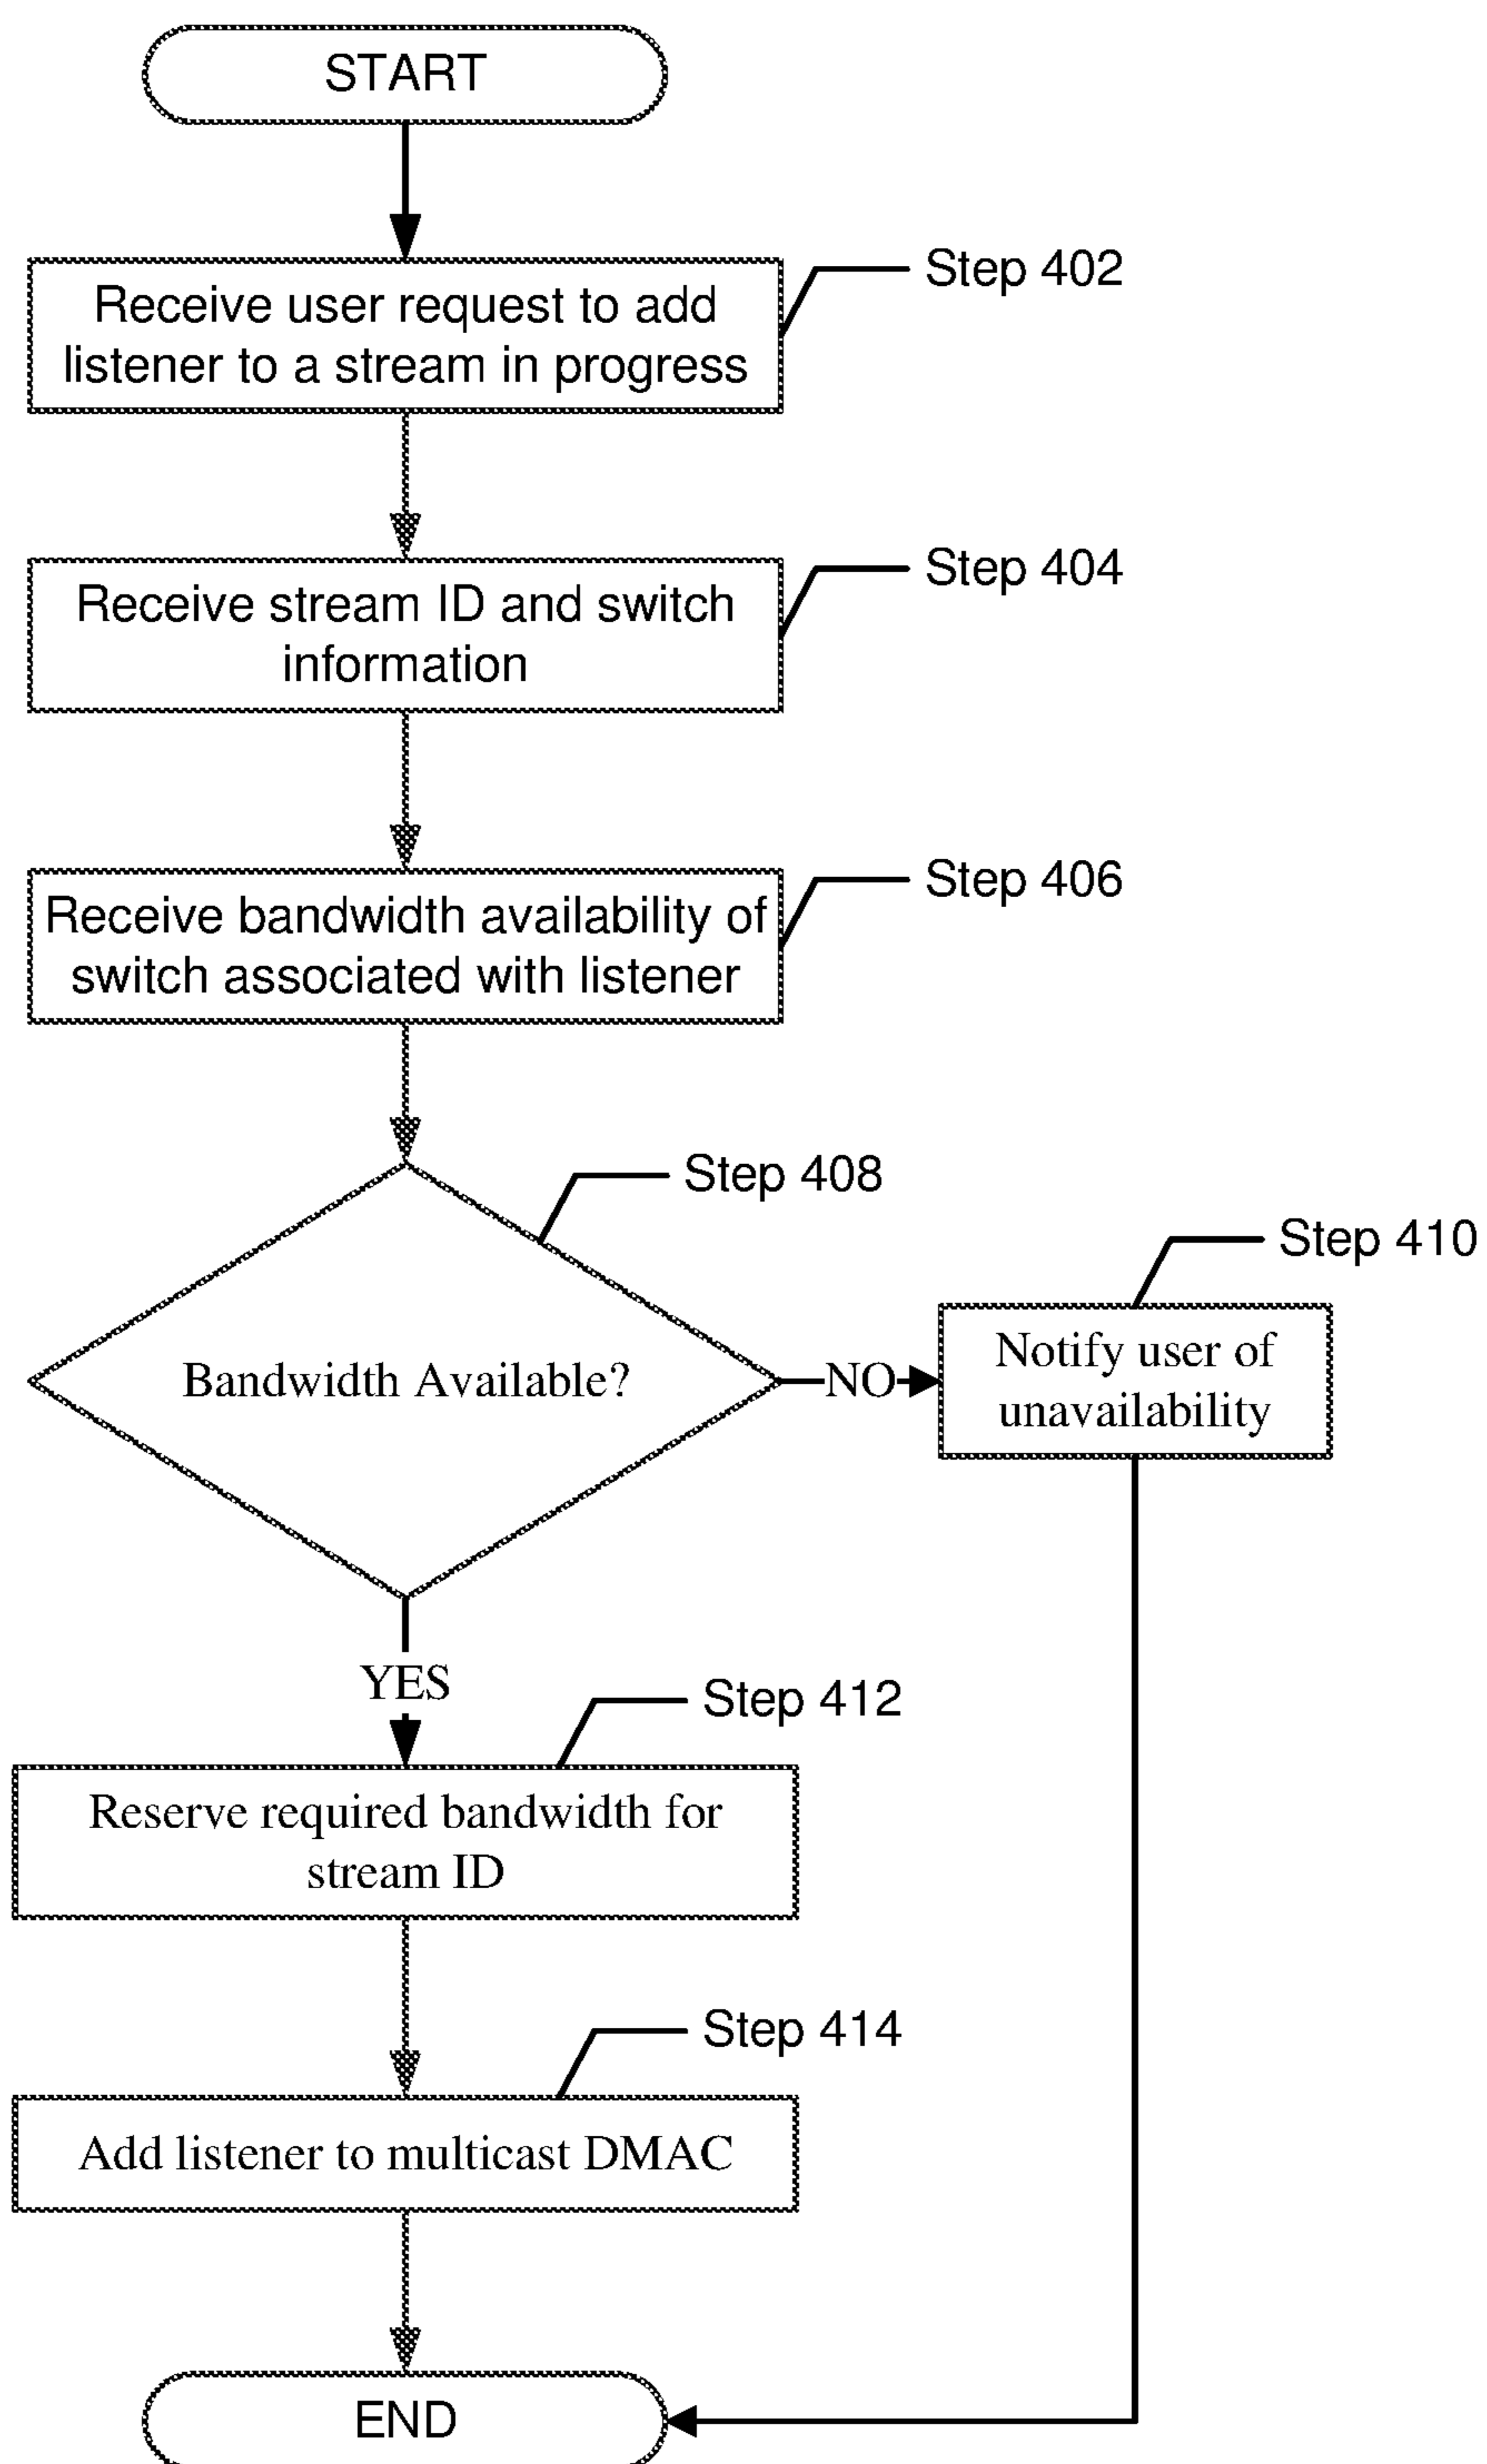 START
Step 402
Receive user request to add
listener to a stream in progress
Step 404
Receive stream ID and switch
information
Step 406
Receive bandwidth availability of
switch associated with listener
Step 408
Bandwidth Available?
NO
Step 410
Notify user of
unavailability
YES
Step 412
Reserve required bandwidth for
stream ID
Step 414
Add listener to multicast DMAC
END